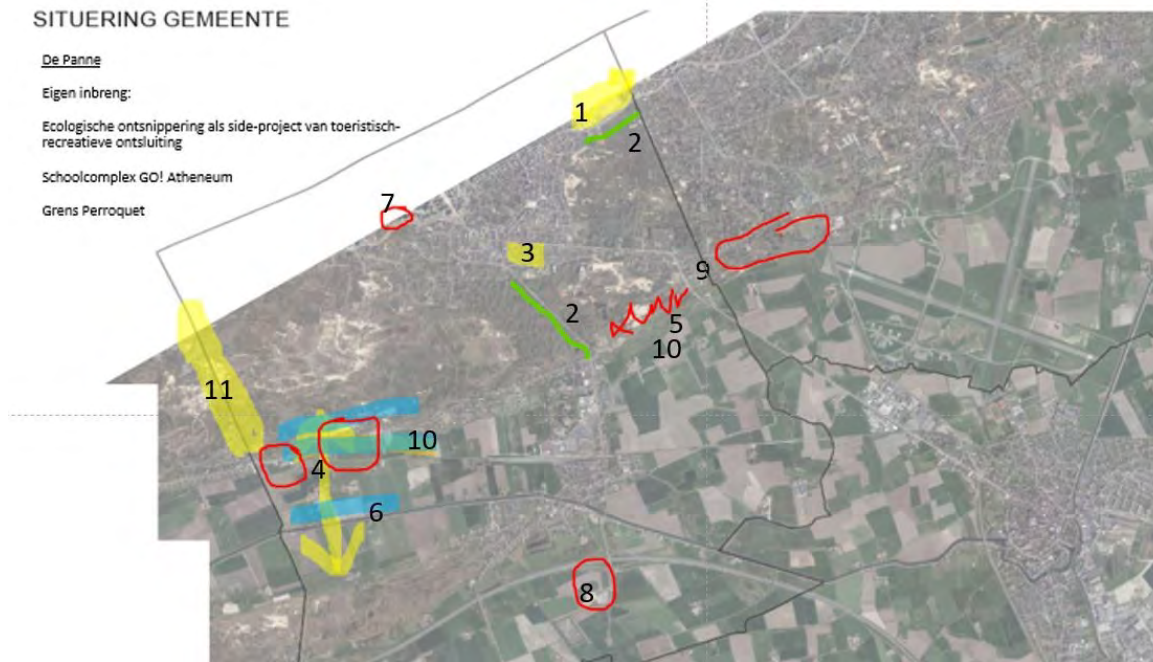 SITUERING GEMEENTE
De Panne
Eigen inbreng:
Ecologische ontsnippering als side-project van toeristisch-
recreatieve ontsluiting
Schoolcomplex GO! Atheneum
Grens Perroquet
1
2
7
3
9
2
5
10
11
10
4
6
8